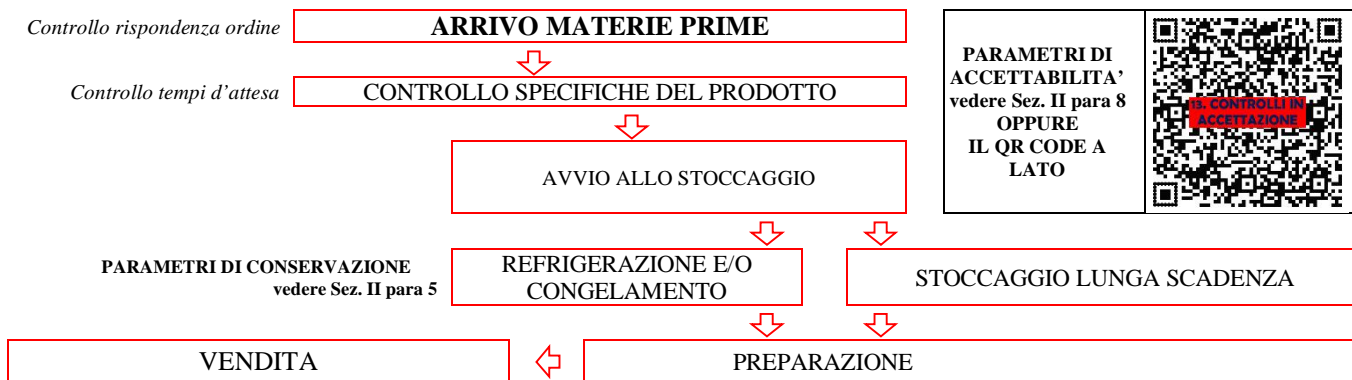 Controllo rispondenza ordine
ARRIVO MATERIE PRIME
Controllo tempi d'attesa
CONTROLLO SPECIFICHE DEL PRODOTTO
PARAMETRI DI
ACCETTABILITA'
vedere Sez. II para 8
OPPURE
IL QR CODE A
LATO
13. CONTROLLI IN
ACCETTAZIONE
AVVIO ALLO STOCCAGGIO
PARAMETRI DI CONSERVAZIONE
vedere Sez. II para 5
REFRIGERAZIONE E/O
CONGELAMENTO
STOCCAGGIO LUNGA SCADENZA
VENDITA
PREPARAZIONE